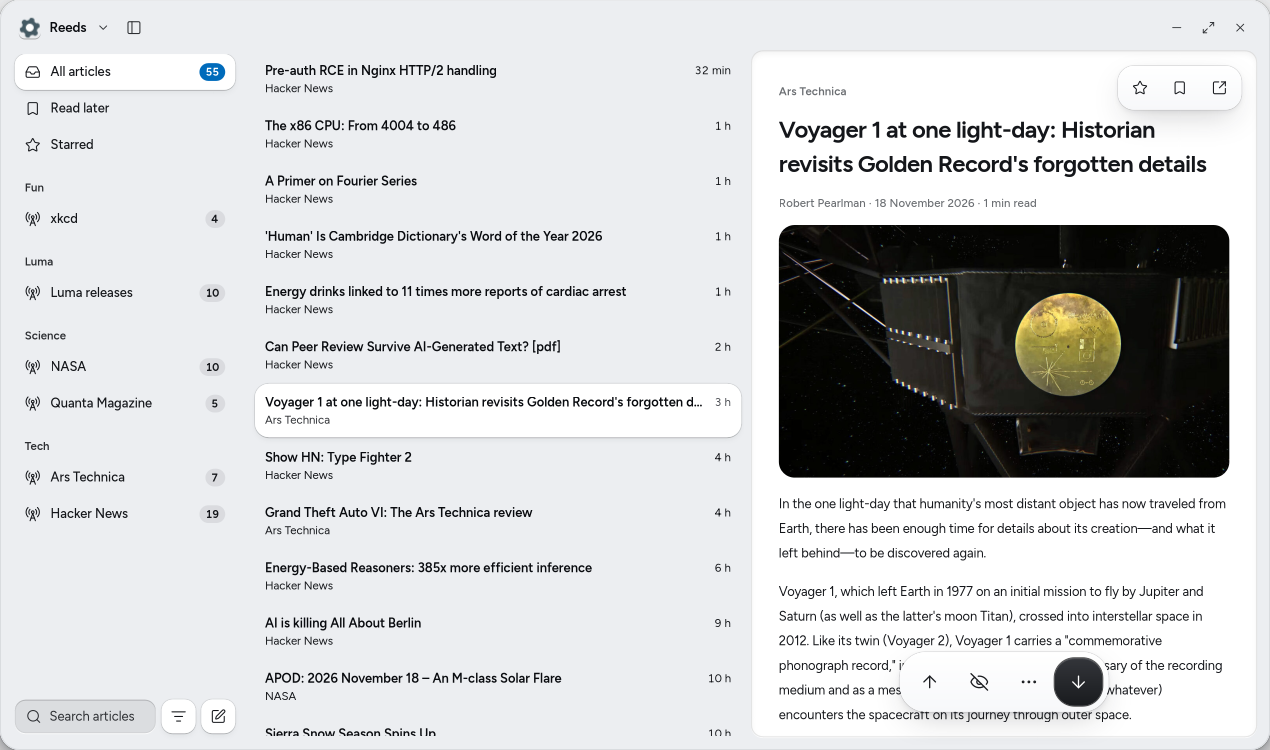 Reeds
All articles
55
Read later
Starred
Fun
xkcd
4
Luma
Luma releases
10
Science
NASA
10
Quanta Magazine
5
Tech
Ars Technica
7
Hacker News
19
Search articles
Pre-auth RCE in Nginx HTTP/2 handling
32 min
Hacker News
The x86 CPU: From 4004 to 486
1 h
Hacker News
A Primer on Fourier Series
1 h
Hacker News
'Human' Is Cambridge Dictionary's Word of the Year 2026
1 h
Hacker News
Energy drinks linked to 11 times more reports of cardiac arrest
1 h
Hacker News
Can Peer Review Survive AI-Generated Text? [pdf]
2 h
Hacker News
Voyager 1 at one light-day: Historian revisits Golden Record's forgotten d...
3 h
Ars Technica
Show HN: Type Fighter 2
4 h
Hacker News
Grand Theft Auto VI: The Ars Technica review
4 h
Ars Technica
Energy-Based Reasoners: 385x more efficient inference
6 h
Hacker News
AI is killing All About Berlin
9 h
Hacker News
APOD: 2026 November 18 – An M-class Solar Flare
10 h
NASA
Sierra Snow Season Spins Up
10 h
Ars Technica
Voyager 1 at one light-day: Historian
revisits Golden Record's forgotten details
Robert Pearlman · 18 November 2026 · 1 min read
In the one light-day that humanity's most distant object has now traveled from
Earth, there has been enough time for details about its creation—and what it
left behind—to be discovered again.
Voyager 1, which left Earth in 1977 on an initial mission to fly by Jupiter and
Saturn (as well as the latter's moon Titan), crossed into interstellar space in
2012. Like its twin (Voyager 2), Voyager 1 carries a "commemorative
phonograph record," of the recording
medium and as a whatever)
encounters the spacecraft on its journey through outer space.